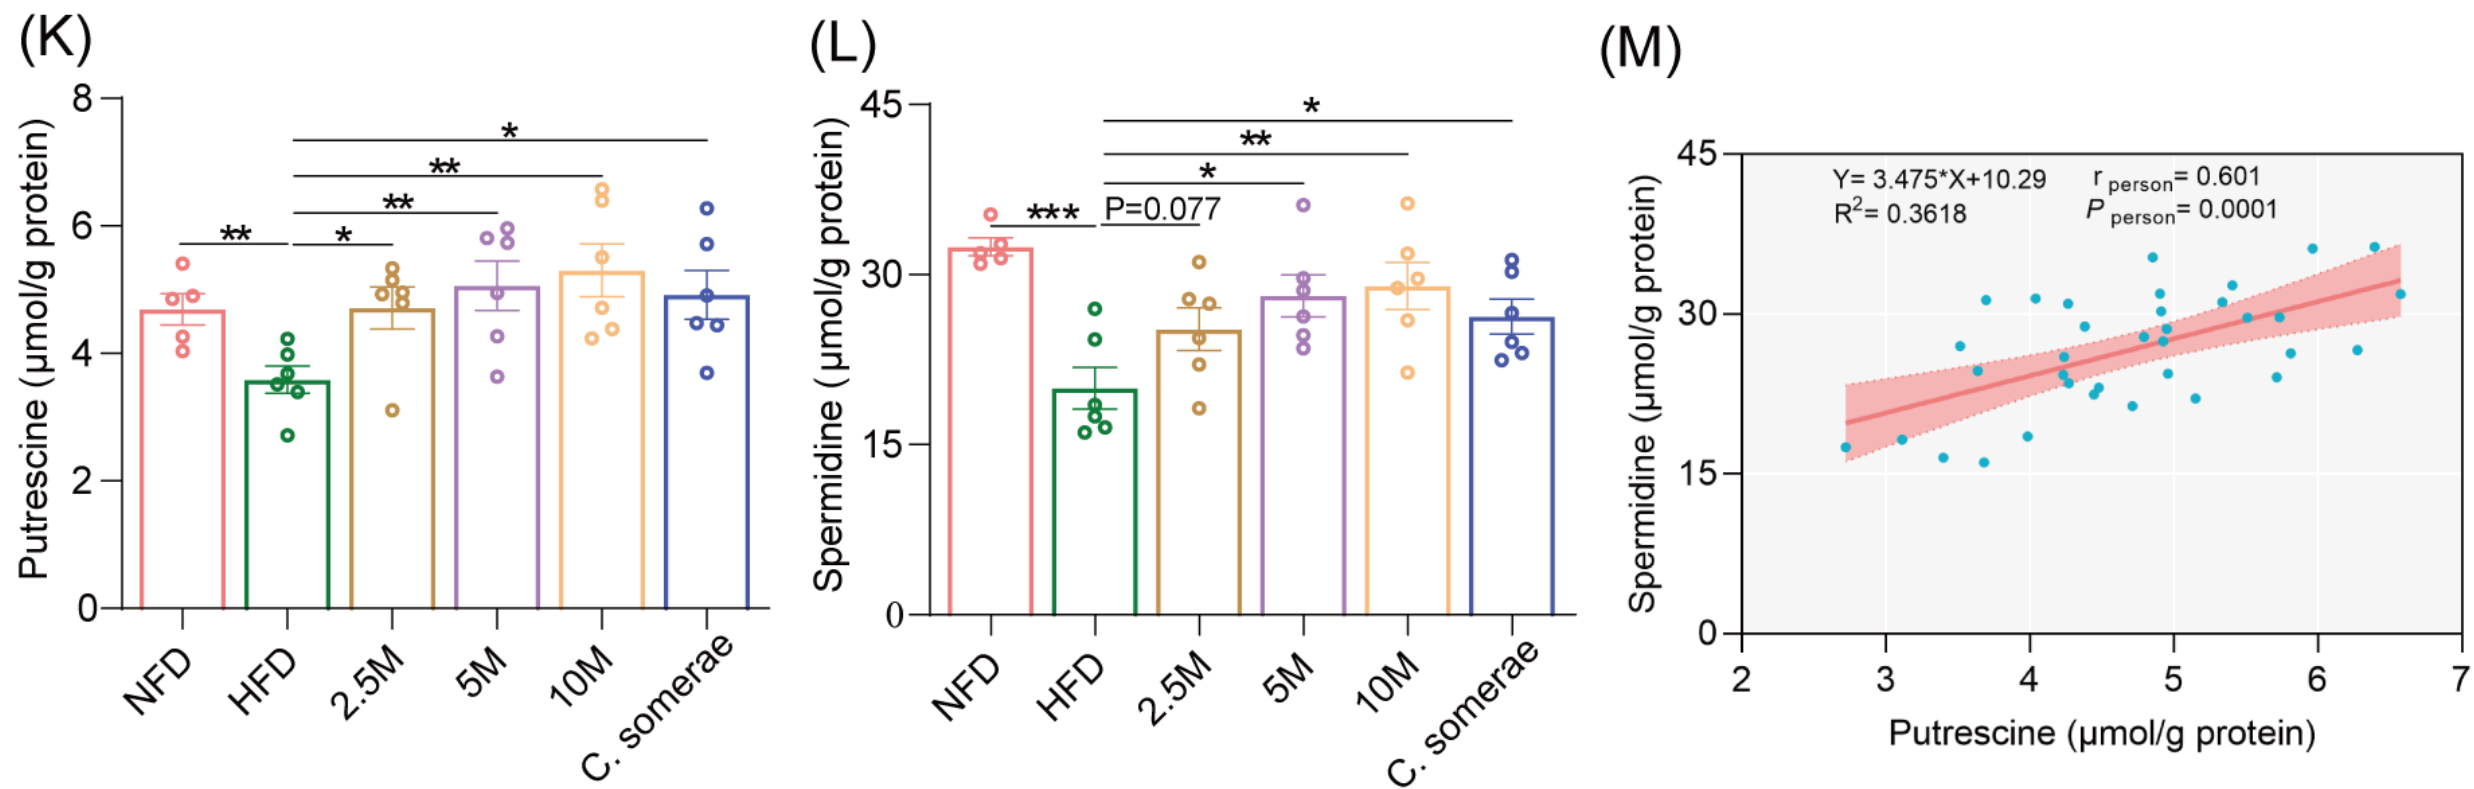 (K)
Putrescine (µmol/g protein)
8
6
4
2
0
**
*
**
**
*
NFD
HFD
2.5M
5M
10M
C. somerae
(L)
Spermidine (µmol/g protein)
45
30
15
0
***
P=0.077
*
**
*
NFD
HFD
2.5M
5M
10M
C. somerae
(M)
Spermidine (µmol/g protein)
45
30
15
0
Y= 3.475*X+10.29
R2= 0.3618
r person= 0.601
P person= 0.0001
2 3 4 5 6 7
Putrescine (µmol/g protein)